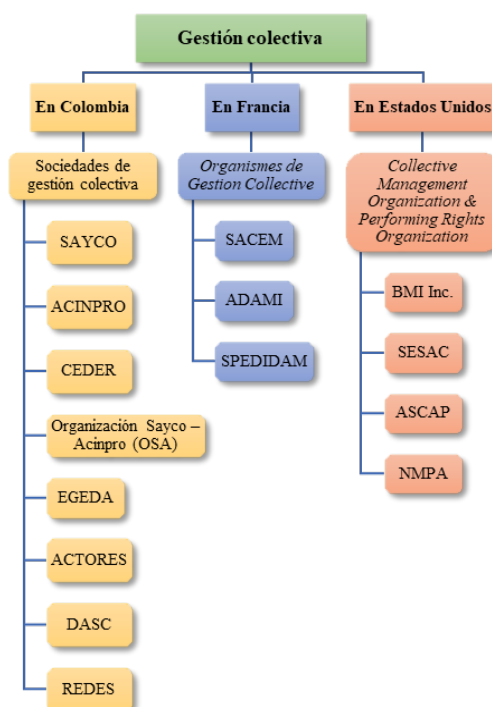 Gestión colectiva
En Colombia
Sociedades de
gestión colectiva
SAYCO
ACINPRO
CEDER
Organización Sayco –
Acinpro (OSA)
EGEDA
ACTORES
DASC
REDES
En Francia
Organismes de
Gestion Collective
SACEM
ADAMI
SPEDIDAM
En Estados Unidos
Collective
Management
Organization &
Performing Rights
Organization
BMI Inc.
SESAC
ASCAP
NMPA